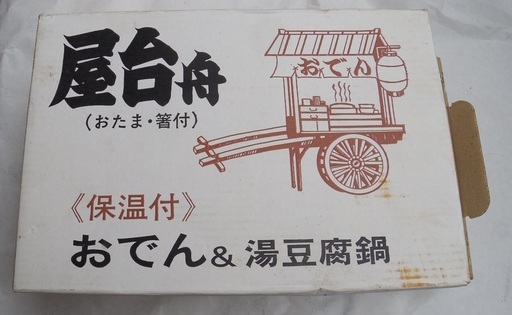 屋台舟
(おたま・箸付)
おでん
《保温付》
おでん&湯豆腐鍋